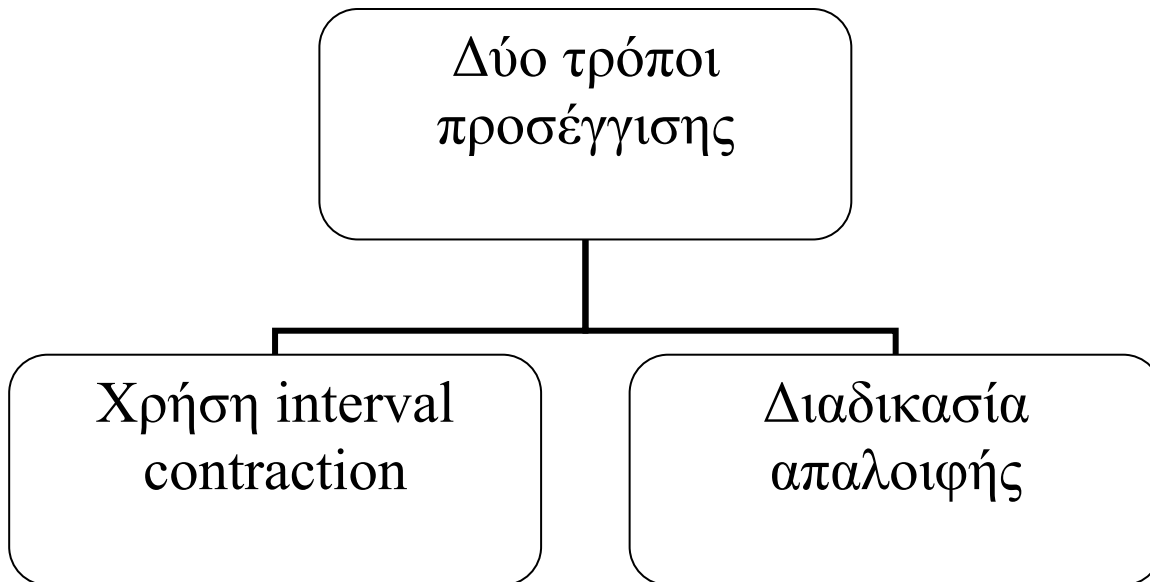 Δύο τρόποι
προσέγγισης
Χρήση interval
contraction
Διαδικασία
απαλοιφής